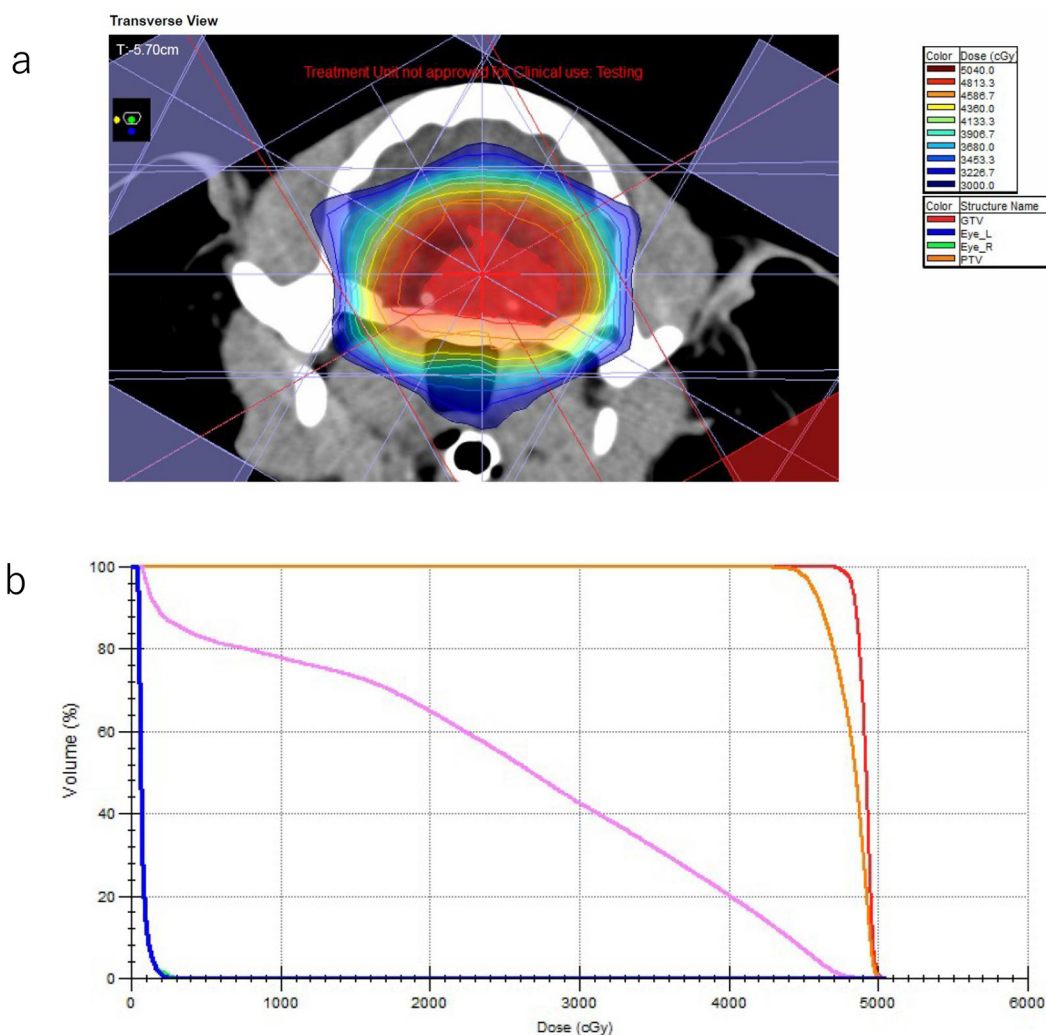 Transverse View
a
T:-5.70cm
Treatment Unit not approved for Clinical use: Testing
Color Dose (cGy
5040.0
4813.3
4586.7
4360.0
4133.3
3906.7
3680.0
3453.3
3226.7
3000.0
Color Structure Name
GTV
Eye_L
Eye_R
PTV
b
100
80
60
40
20
0
Volume (%)
0 1000 2000 3000 4000 5000 6000
Dose (cGy)